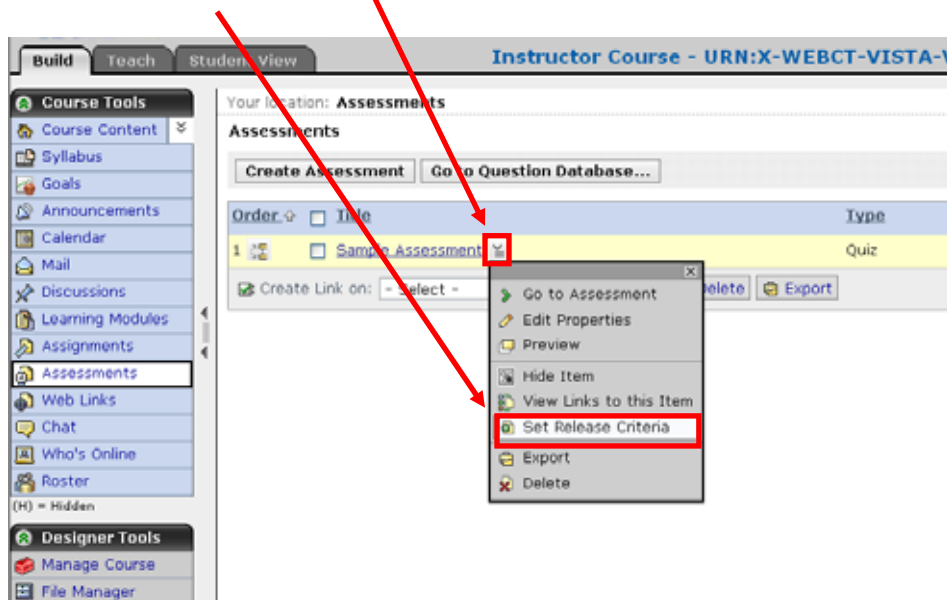 Build Teach Student View Instructor Course - URN:X-WEBCT-VISTA-V
Course Tools
Course Content
Syllabus
Goals
Announcements
Calendar
Mail
Discussions
Learning Modules
Assignments
Assessments
Web Links
Chat
Who's Online
Roster
(H) = Hidden
Designer Tools
Manage Course
File Manager
Your location: Assessments
Assessments
Create Assessment Go to Question Database...
Order Title Type
1 Sample Assessment Quiz
Create Link on: - Select - Delete Export
Go to Assessment
Edit Properties
Preview
Hide Item
View Links to this Item
Set Release Criteria
Export
Delete